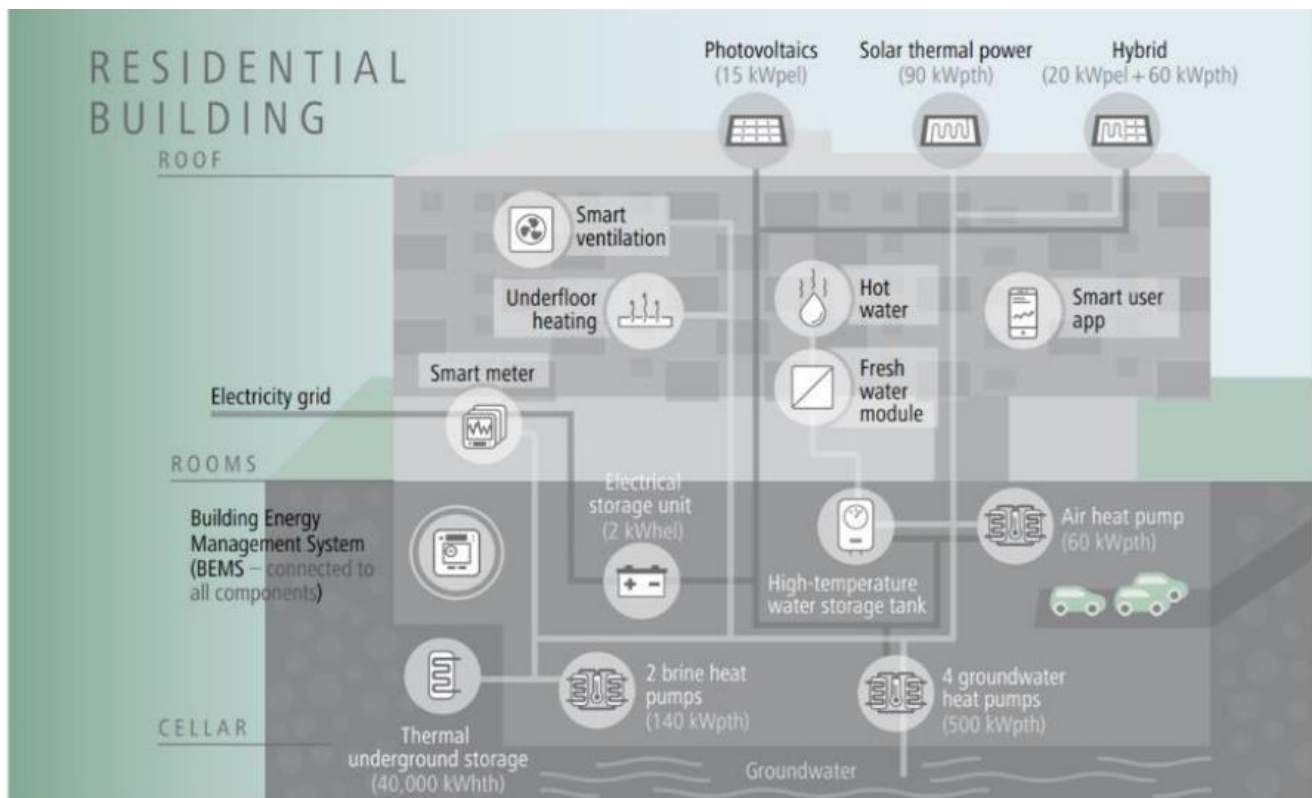 RESIDENTIAL
BUILDING
ROOF
Photovoltaics
(15 kWpel)
Solar thermal power
(90 kWpth)
Hybrid
(20 kWpel + 60 kWpth)
Smart
ventilation
Underfloor
heating
Hot
water
Smart user
app
Smart meter
Fresh
water
module
Electricity grid
ROOMS
Building Energy
Management System
(BEMS – connected to
all components)
Electrical
storage unit
(2 kWhel)
High-temperature
water storage tank
Air heat pump
(60 kWpth)
2 brine heat
pumps
(140 kWpth)
4 groundwater
heat pumps
(500 kWpth)
CELLAR
Thermal
underground storage
(40,000 kWhth)
Groundwater